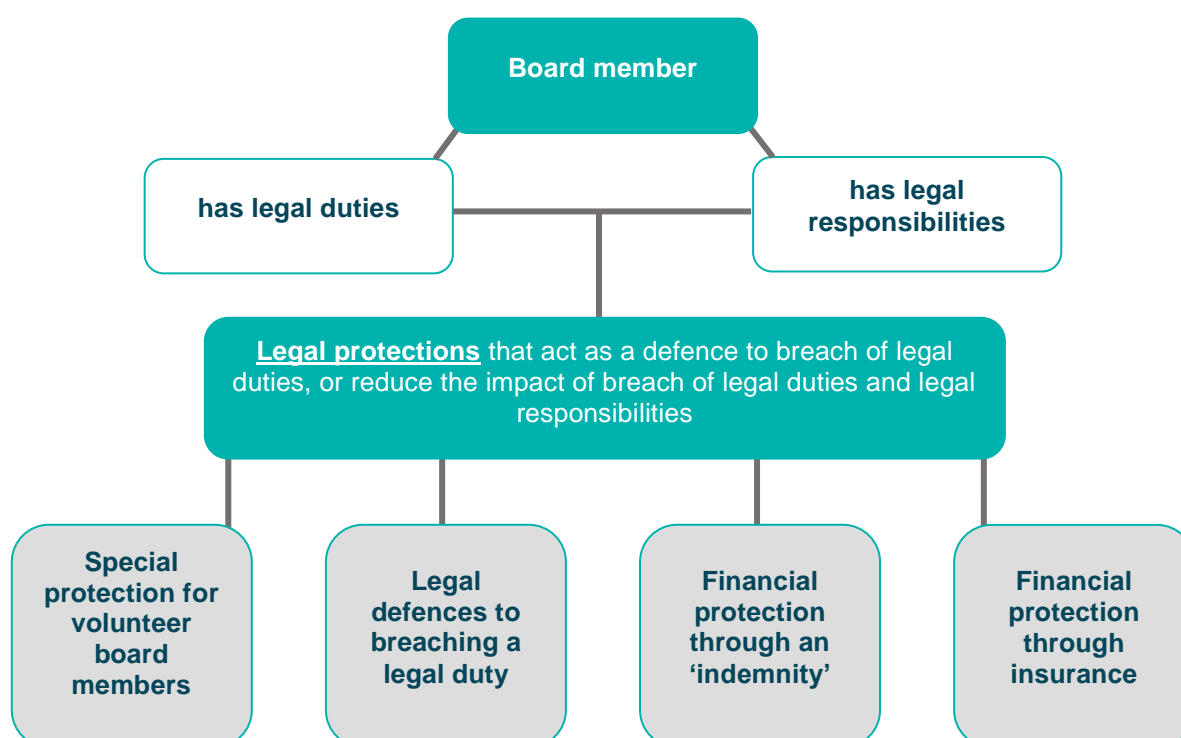 Board member
has legal duties
has legal
responsibilities
Legal protections that act as a defence to breach of legal
duties, or reduce the impact of breach of legal duties and legal
responsibilities
Special
protection for
volunteer
board
members
Legal
defences to
breaching a
legal duty
Financial
protection
through an
‘indemnity’
Financial
protection
through
insurance